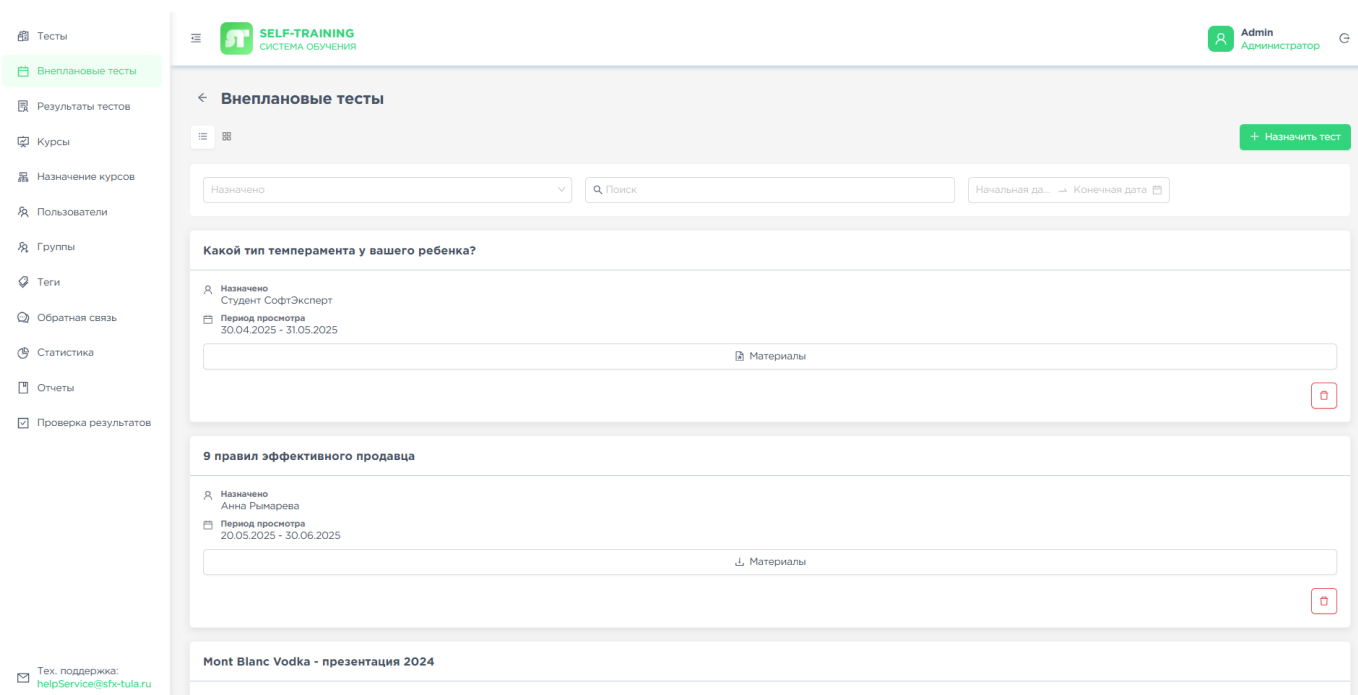 Тесты
Внеплановые тесты
Результаты тестов
Курсы
Назначение курсов
Пользователи
Группы
Теги
Обратная связь
Статистика
Отчеты
Проверка результатов
Тех. поддержка:
helpService@sfx-tula.ru
ST
SELF-TRAINING
СИСТЕМА ОБУЧЕНИЯ
Admin
Администратор
Внеплановые тесты
+ Назначить тест
Назначено
Поиск
Начальная да... → Конечная дата
Какой тип темперамента у вашего ребенка?
Назначено
Студент СофтЭксперт
Период просмотра
30.04.2025 - 31.05.2025
Материалы
9 правил эффективного продавца
Назначено
Анна Рымарева
Период просмотра
20.05.2025 - 30.06.2025
Материалы
Mont Blanc Vodka - презентация 2024